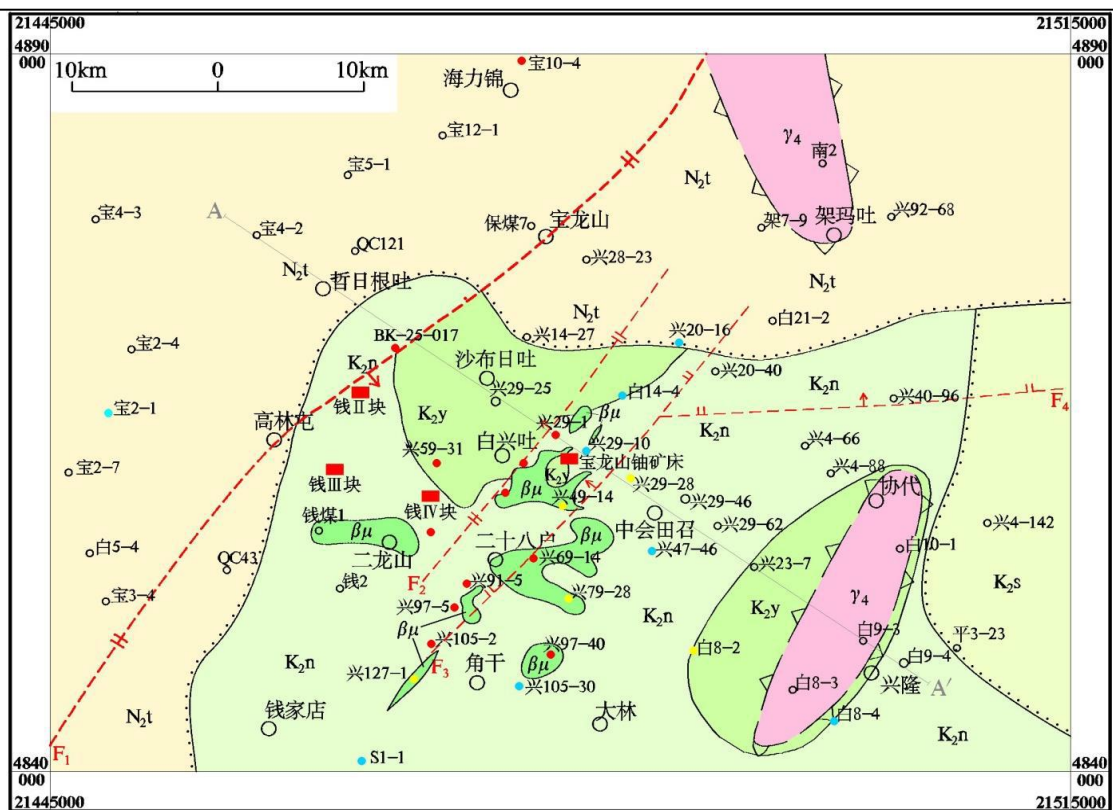 21445000
21515000
4890
000
4890
000
10km
0
10km
宝10-4
海力锦
γ₄
宝12-1
南2
宝5-1
N₂t
宝4-3
A
保煤7
宝龙山
架7-9
架玛吐
兴92-68
宝4-2
QC121
兴28-23
N₂t
哲日根吐
N₂t
N₂t
白21-2
宝2-4
BK-25-017
兴14-27
兴20-16
K₂n
沙布日吐
兴20-40
K₂n
钱Ⅱ块
兴29-25
白14-4
兴40-96
F₄
宝2-1
K₂y
βμ
高林屯
兴29-1
K₂n
白兴吐
兴29-10
兴4-66
兴59-31
宝龙山铀矿床
宝2-7
钱Ⅲ块
K₂y
兴29-28
兴4-88
协代
βμ
兴49-14
兴29-46
钱Ⅳ块
钱煤1
βμ
中会田召
兴29-62
兴4-142
二龙山
二十八户
βμ
白5-4
兴69-14
兴47-46
白10-1
QC43
兴23-7
钱2
F₂
兴91-5
K₂s
宝3-4
兴79-28
γ₄
兴97-5
K₂n
K₂y
βμ
兴105-2
兴97-40
白9-3
平3-23
K₂n
F₃
βμ
白8-2
白9-4
兴127-1
角干
兴105-30
白8-3
兴隆
A′
N₂t
钱家店
大林
白8-4
K₂n
F₁
S1-1
4840
000
4840
000
21445000
21515000